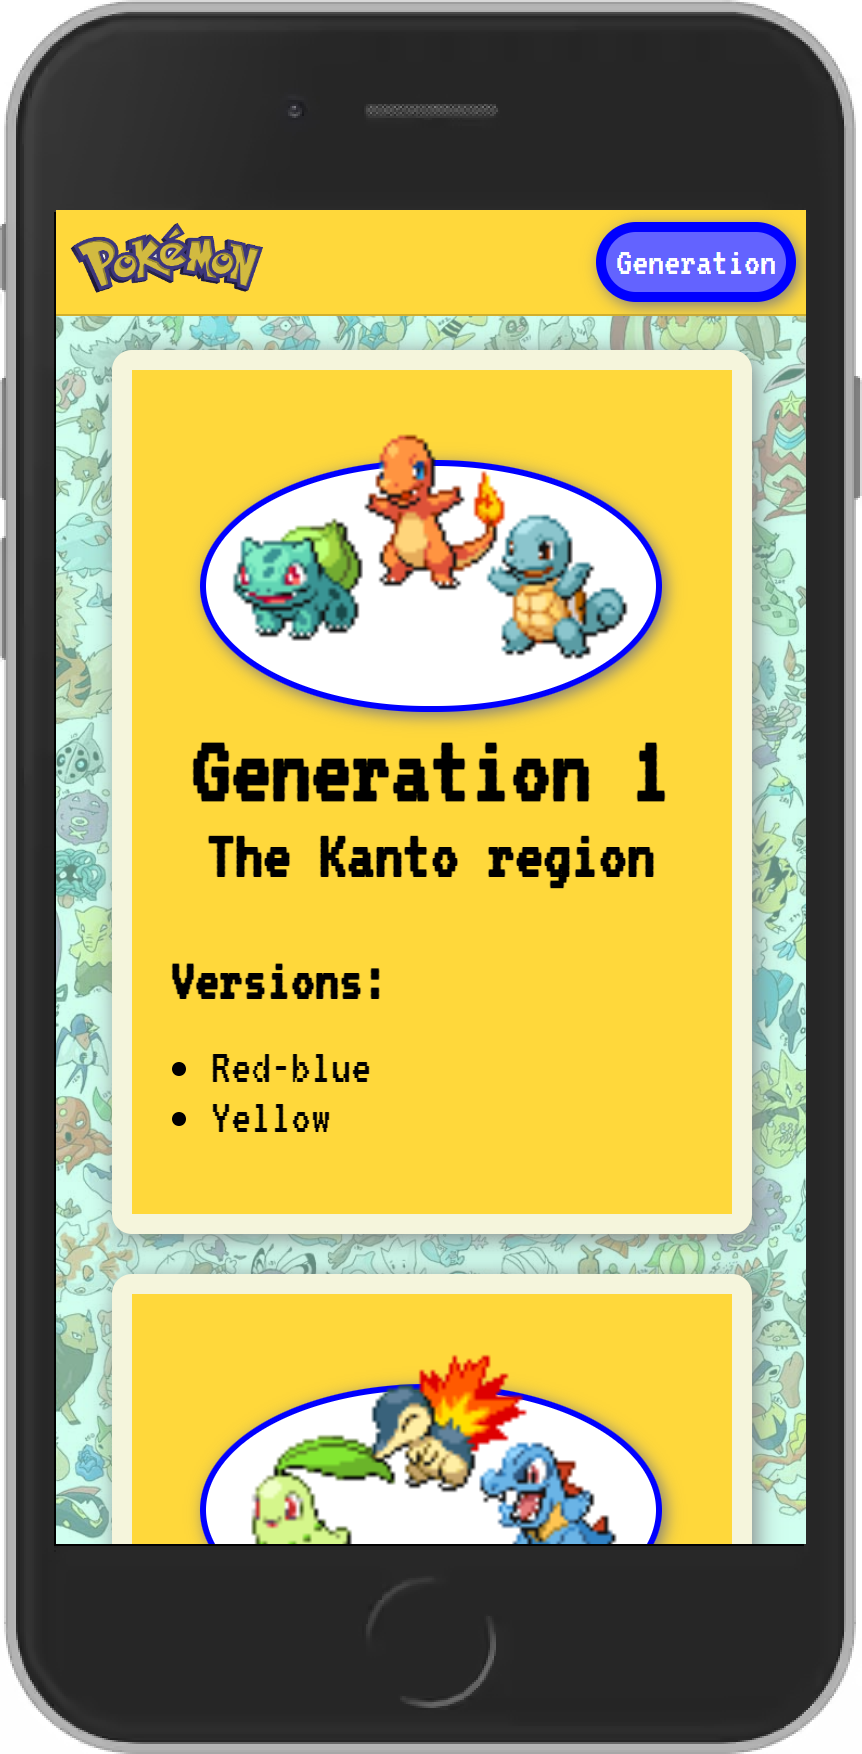 Pokémon
Generation
Generation 1
The Kanto region
Versions:
Red-blue
Yellow